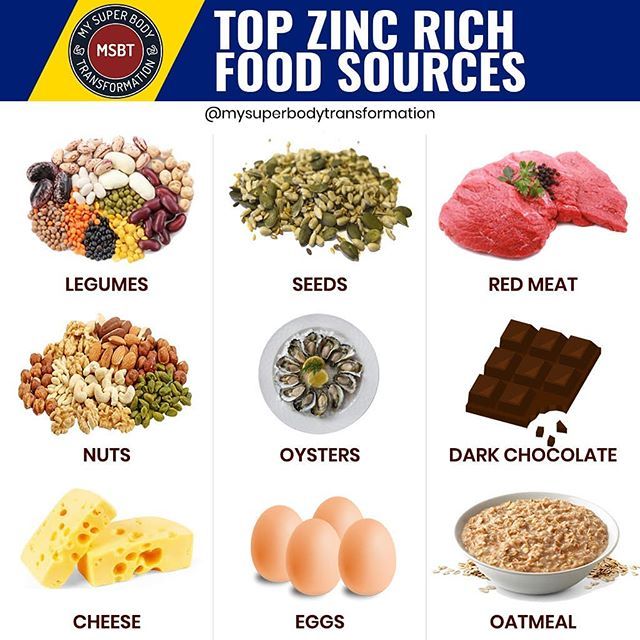 MY SUPER BODY
MSBT
TRANSFORMATION
TOP ZINC RICH
FOOD SOURCES
@mysuperbodytransformation
LEGUMES
SEEDS
RED MEAT
NUTS
OYSTERS
DARK CHOCOLATE
CHEESE
EGGS
OATMEAL